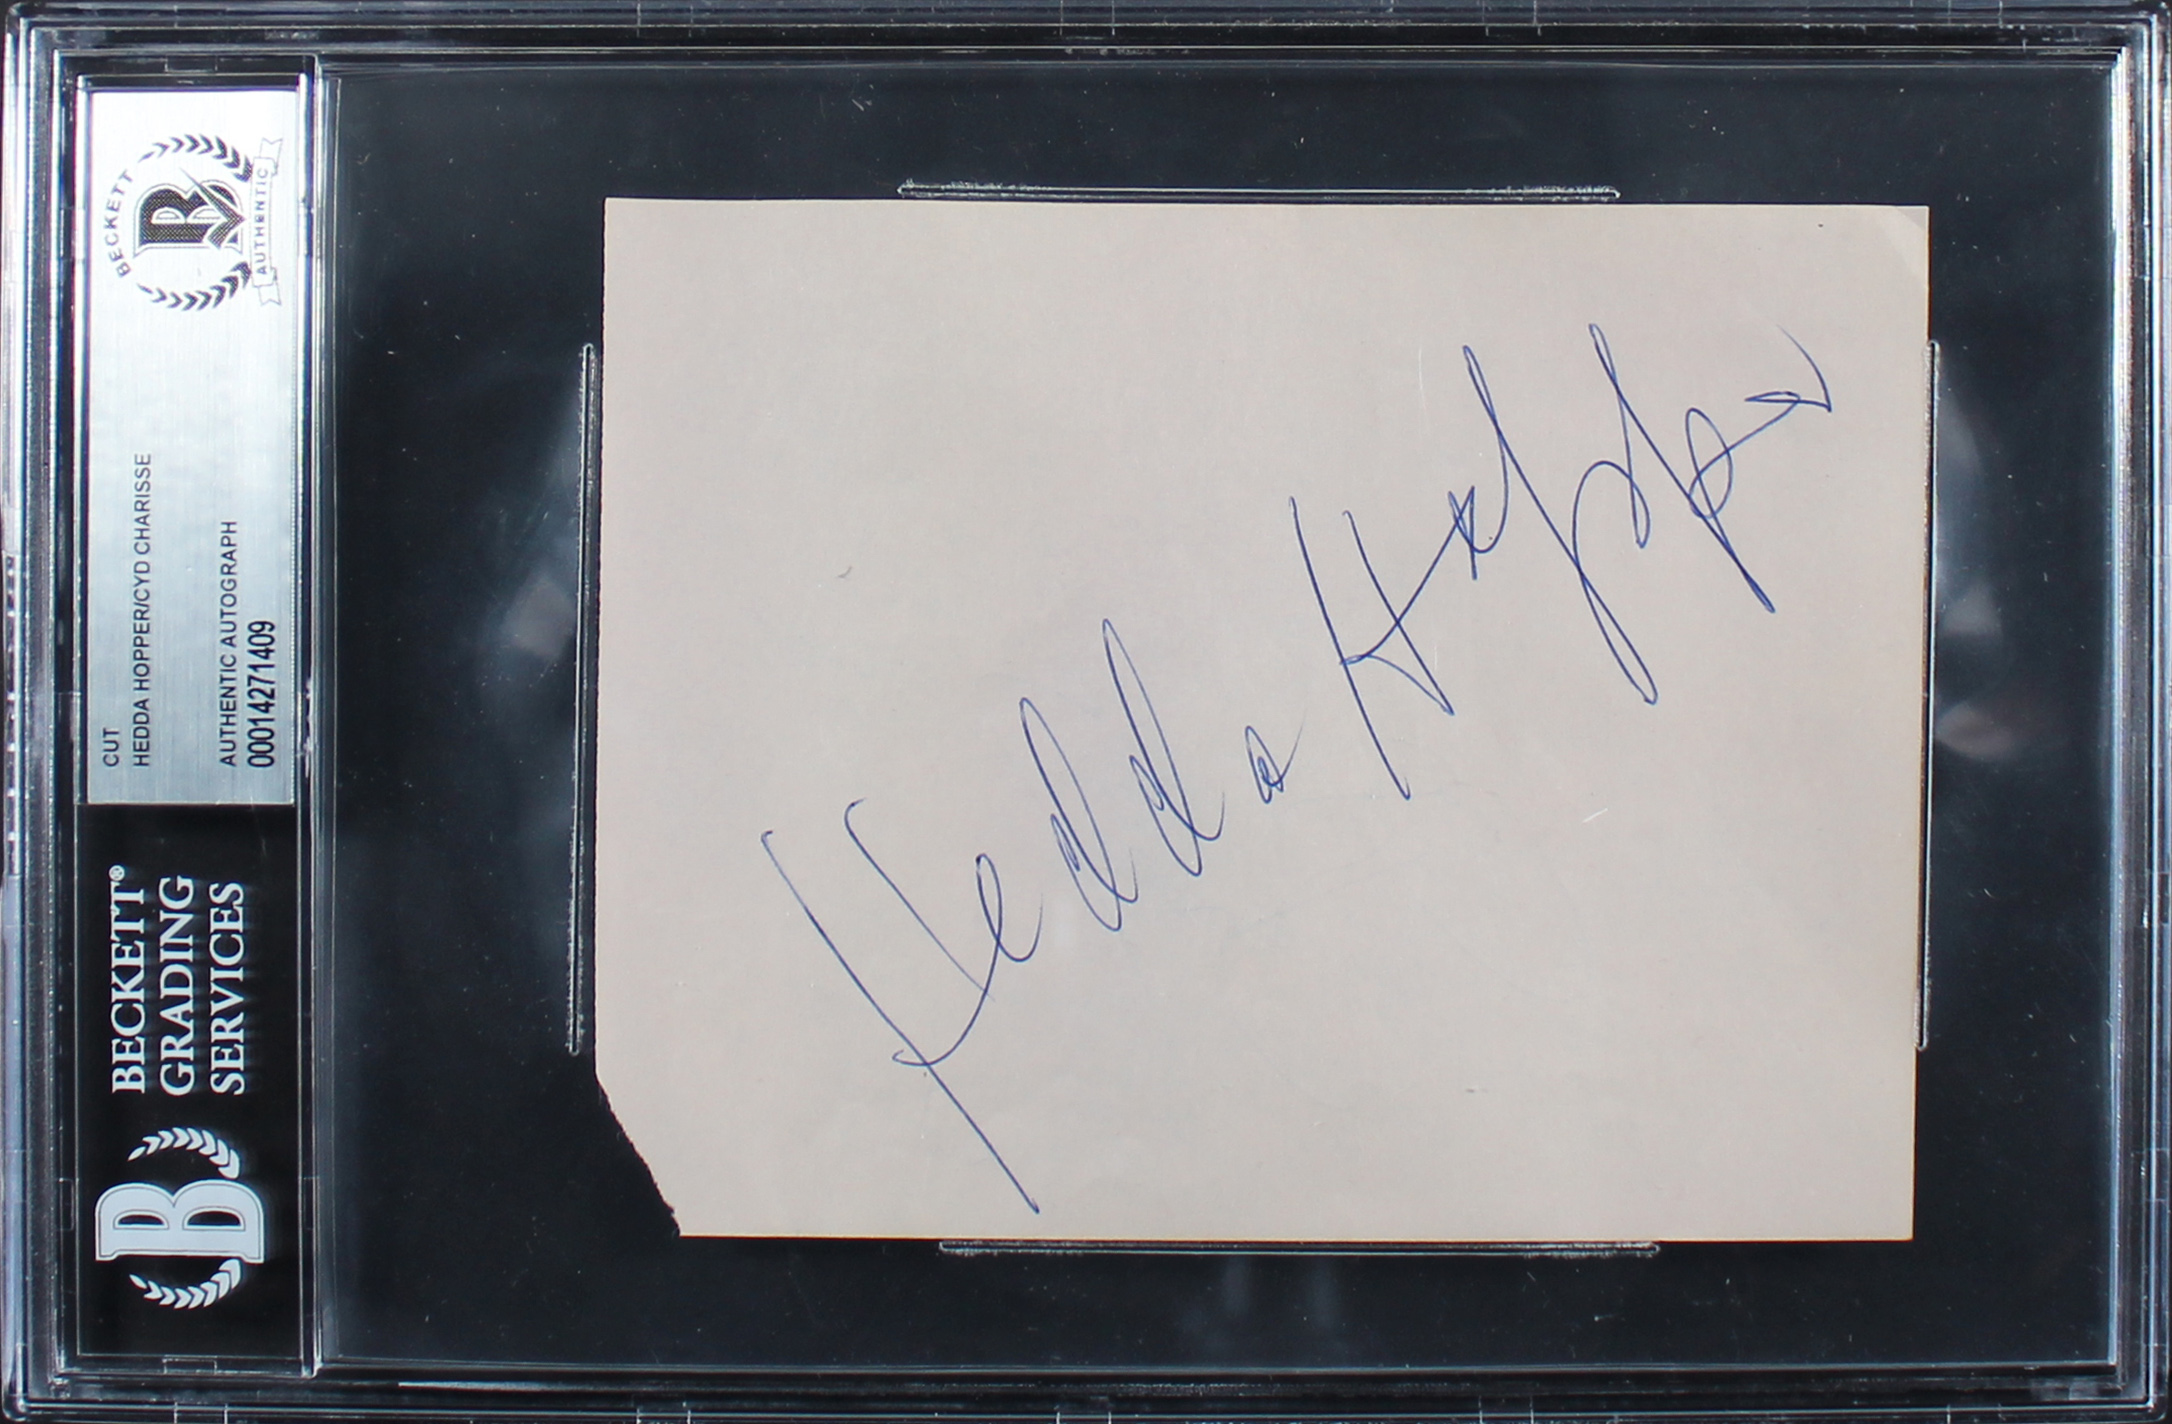 BECKETT
B
AUTHENTIC
CUT
HEDDA HOPPER/CYD CHARISSE
AUTHENTIC AUTOGRAPH
00014271409
B
BECKETT®
GRADING
SERVICES
Hedda Hopper